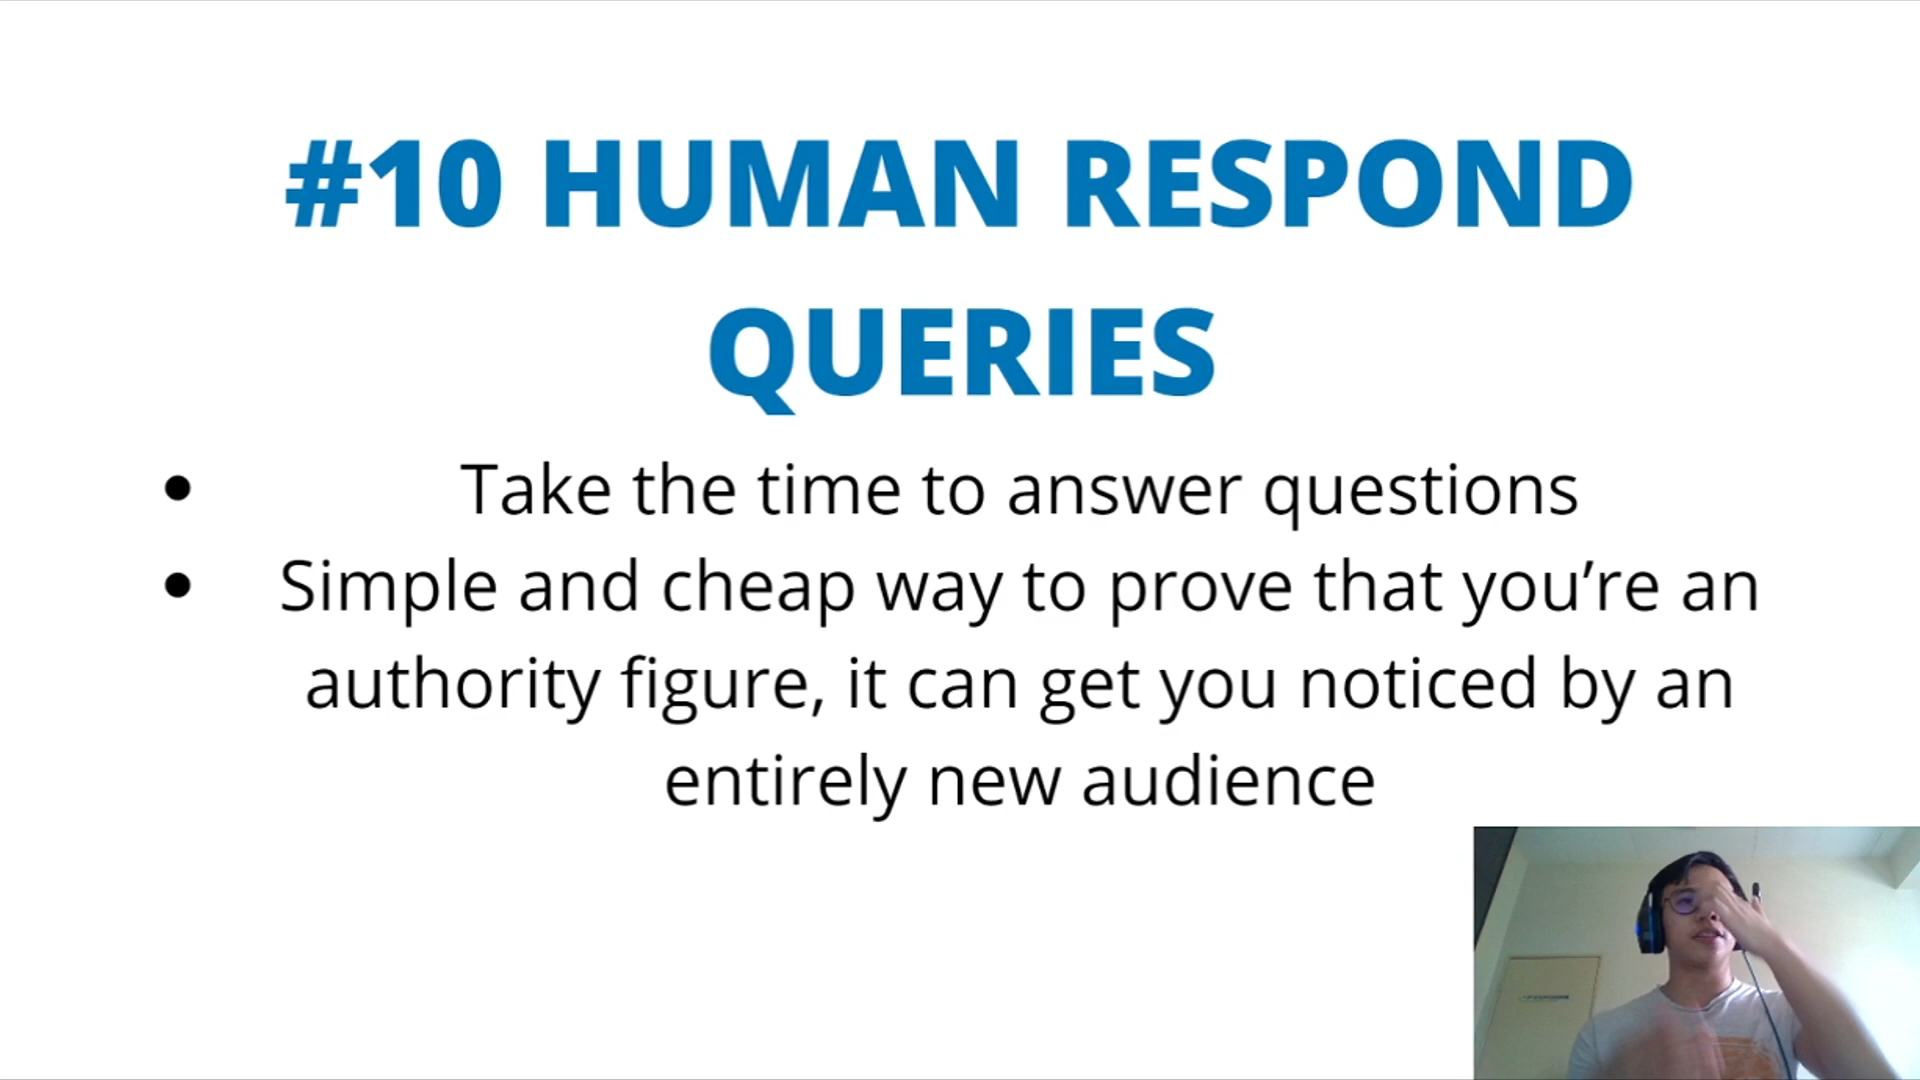 #10 HUMAN RESPOND
QUERIES
• Take the time to answer questions
• Simple and cheap way to prove that you’re an
authority figure, it can get you noticed by an
entirely new audience